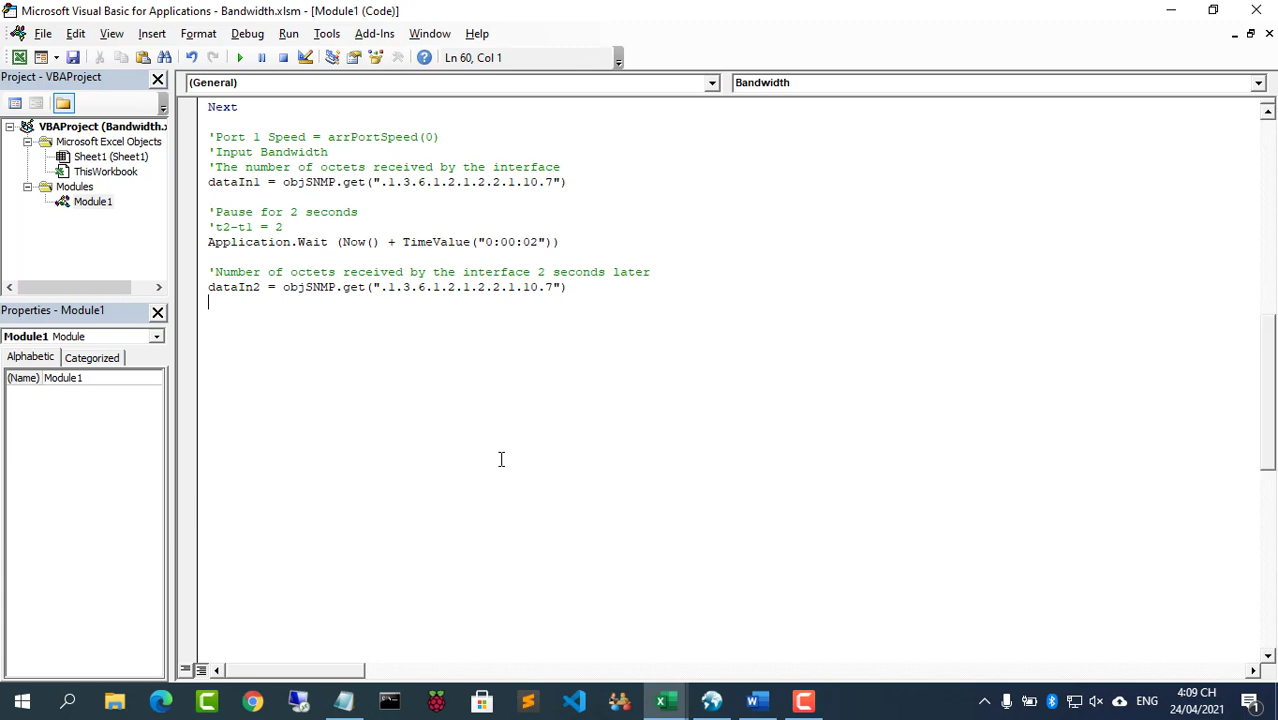 Microsoft Visual Basic for Applications - Bandwidth.xlsm - [Module1 (Code)]
File Edit View Insert Format Debug Run Tools Add-Ins Window Help
Ln 60, Col 1
Project - VBAProject
(General)
Bandwidth
VBAProject (Bandwidth.x
Microsoft Excel Objects
Sheet1 (Sheet1)
ThisWorkbook
Modules
Module1
Properties - Module1
Module1 Module
Alphabetic Categorized
(Name) Module1
Next
'Port 1 Speed = arrPortSpeed(0)
'Input Bandwidth
'The number of octets received by the interface
dataIn1 = objSNMP.get(".1.3.6.1.2.1.2.2.1.10.7")
'Pause for 2 seconds
't2-t1 = 2
Application.Wait (Now() + TimeValue("0:00:02"))
'Number of octets received by the interface 2 seconds later
dataIn2 = objSNMP.get(".1.3.6.1.2.1.2.2.1.10.7")
ENG
4:09 CH
24/04/2021
1